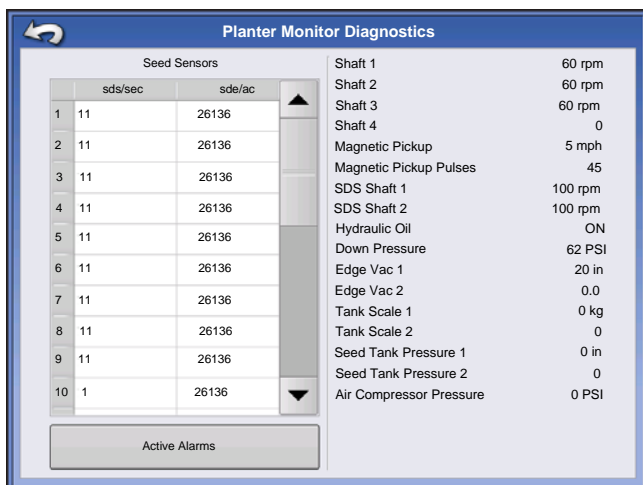 Planter Monitor Diagnostics
Seed Sensors
sds/sec sde/ac
1 11 26136
2 11 26136
3 11 26136
4 11 26136
5 11 26136
6 11 26136
7 11 26136
8 11 26136
9 11 26136
10 1 26136
Active Alarms
Shaft 1 60 rpm
Shaft 2 60 rpm
Shaft 3 60 rpm
Shaft 4 0
Magnetic Pickup 5 mph
Magnetic Pickup Pulses 45
SDS Shaft 1 100 rpm
SDS Shaft 2 100 rpm
Hydraulic Oil ON
Down Pressure 62 PSI
Edge Vac 1 20 in
Edge Vac 2 0.0
Tank Scale 1 0 kg
Tank Scale 2 0
Seed Tank Pressure 1 0 in
Seed Tank Pressure 2 0
Air Compressor Pressure 0 PSI